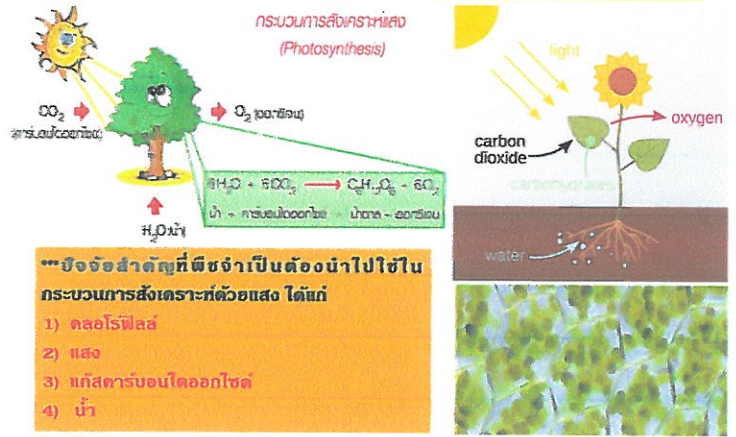 กระบวนการสังเคราะห์แสง
(Photosynthesis)
CO₂
(คาร์บอนไดออกไซด์)
O₂ (ออกซิเจน)
6H₂O + 6CO₂ → C₆H₁₂O₆ + 6O₂
น้ำ + คาร์บอนไดออกไซด์ น้ำตาล + ออกซิเจน
H₂O (น้ำ)
***ปัจจัยสำคัญที่พืชจำเป็นต้องนำไปใช้ใน
กระบวนการสังเคราะห์ด้วยแสง ได้แก่
1) คลอโรฟิลล์
2) แสง
3) แก๊สคาร์บอนไดออกไซด์
4) น้ำ
light
oxygen
carbon
dioxide
carbohydrates
water